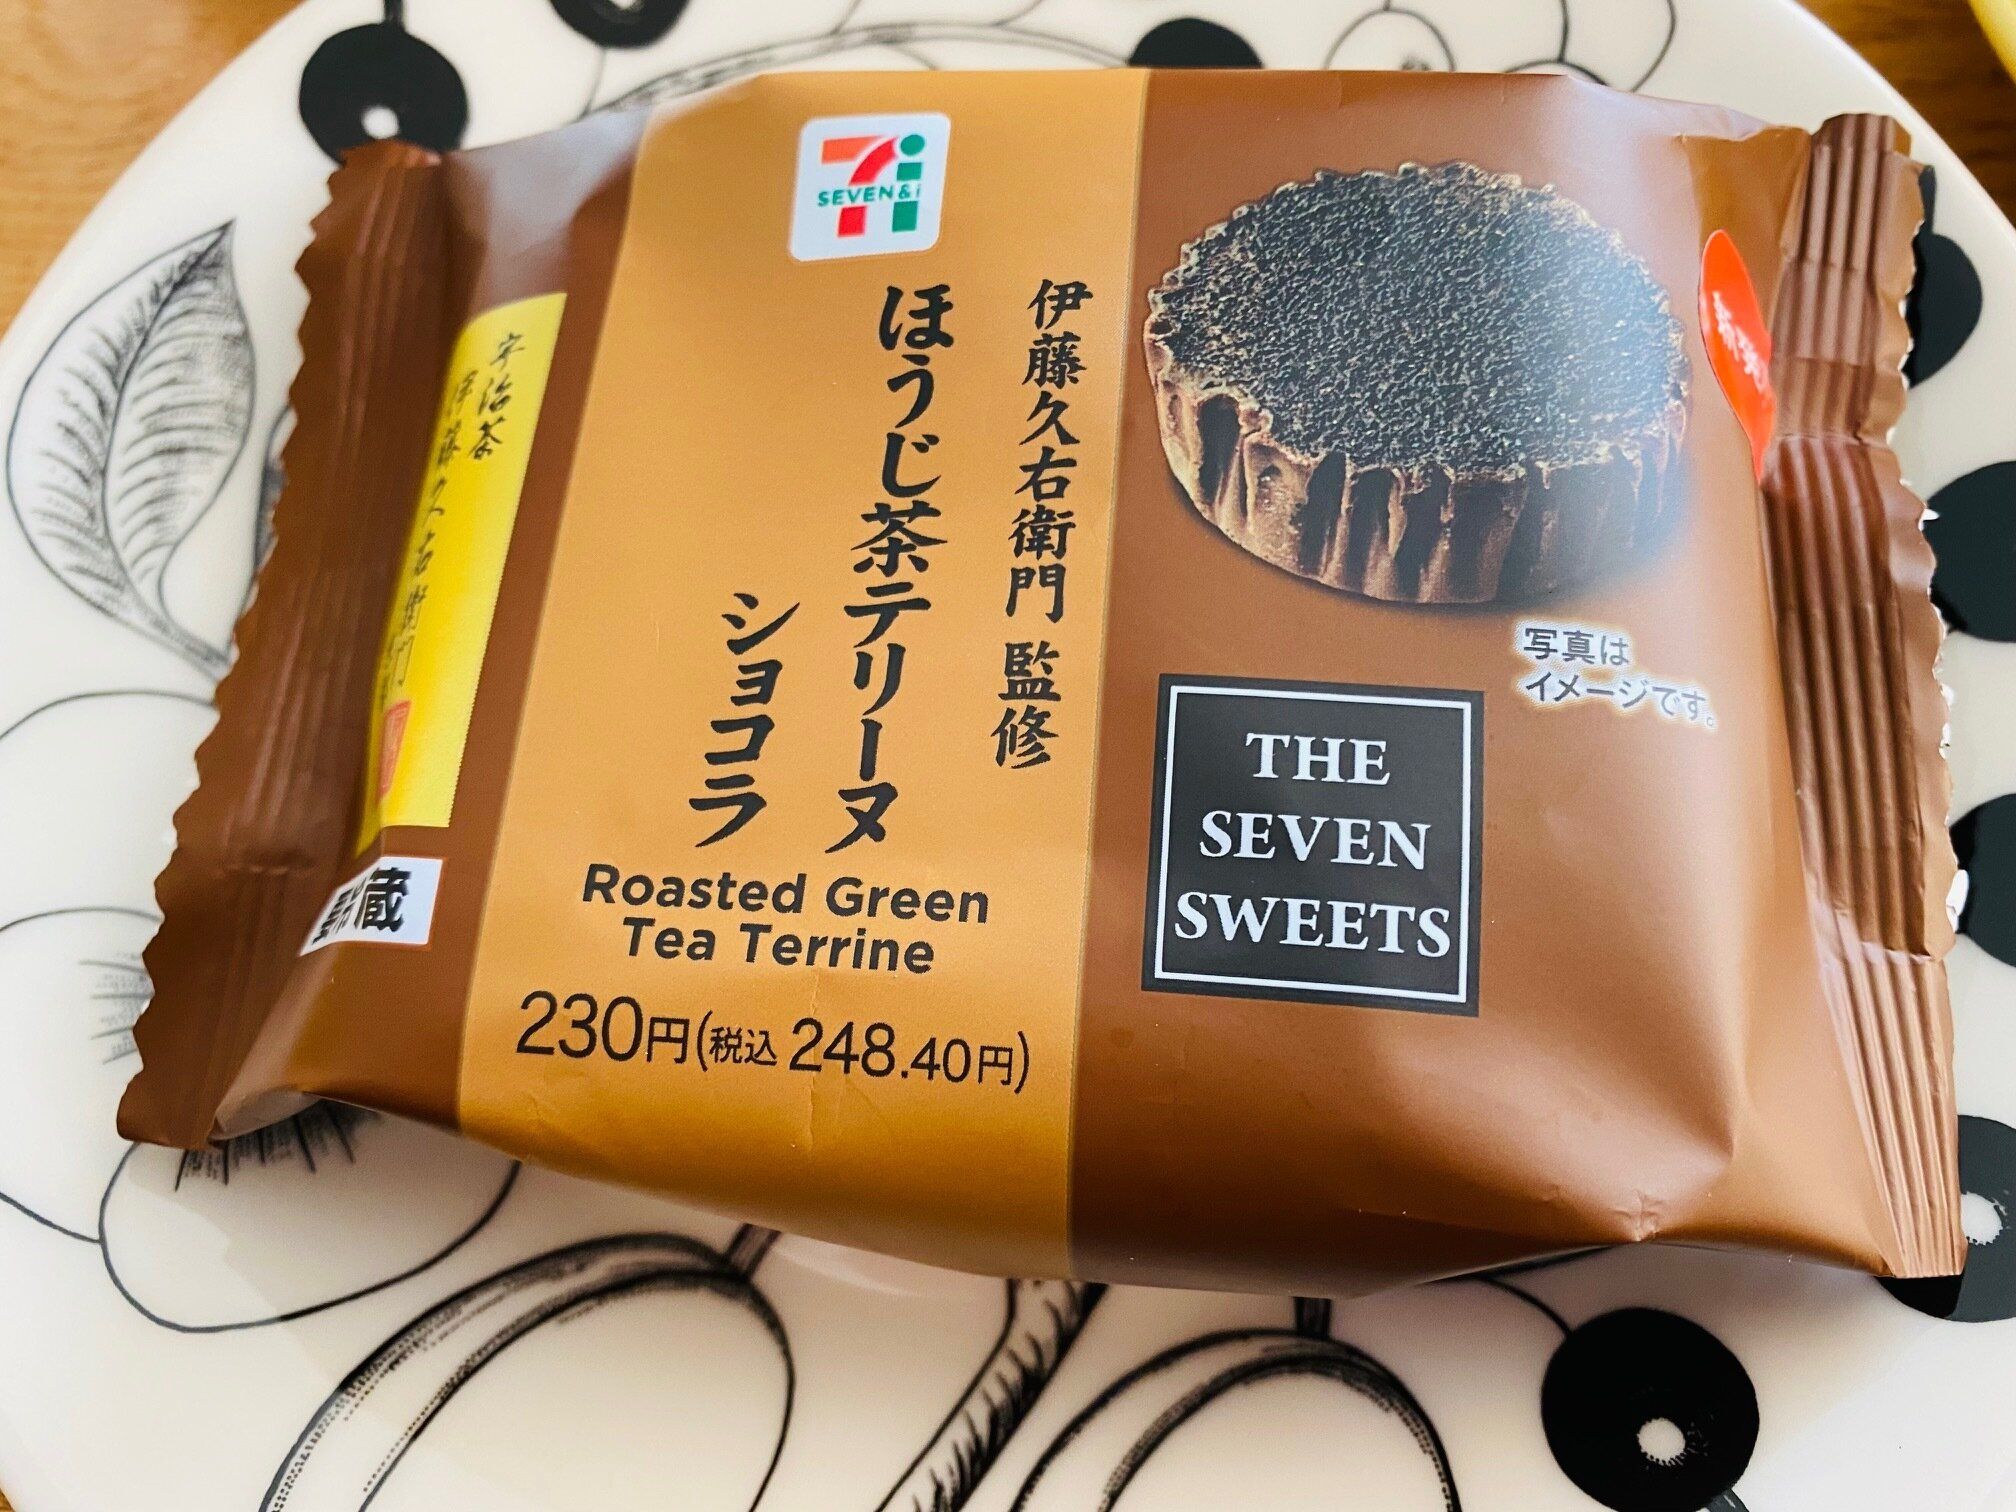 SEVEN&i
伊藤久右衛門 監修
ほうじ茶テリーヌ
ショコラ
Roasted Green
Tea Terrine
230円(税込 248.40円)
宇治茶
伊藤久右衛門
写真は
イメージです。
THE
SEVEN
SWEETS